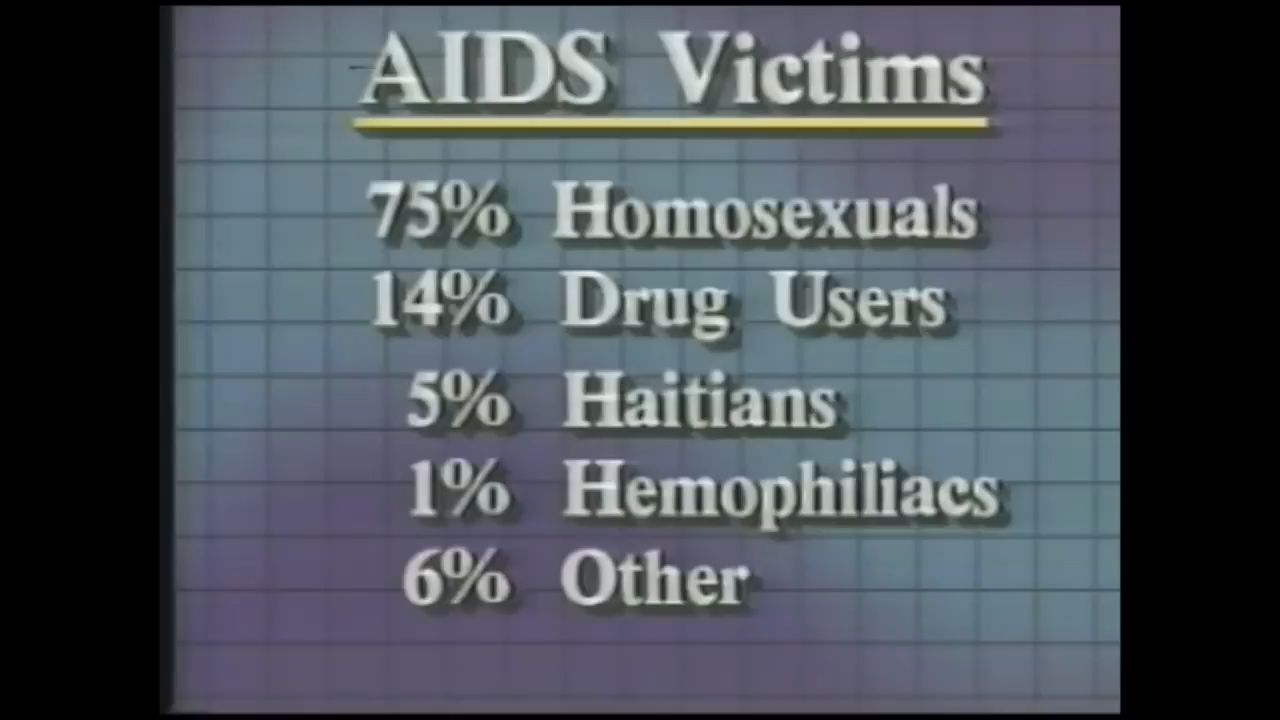 AIDS Victims
75% Homosexuals
14% Drug Users
5% Haitians
1% Hemophiliacs
6% Other